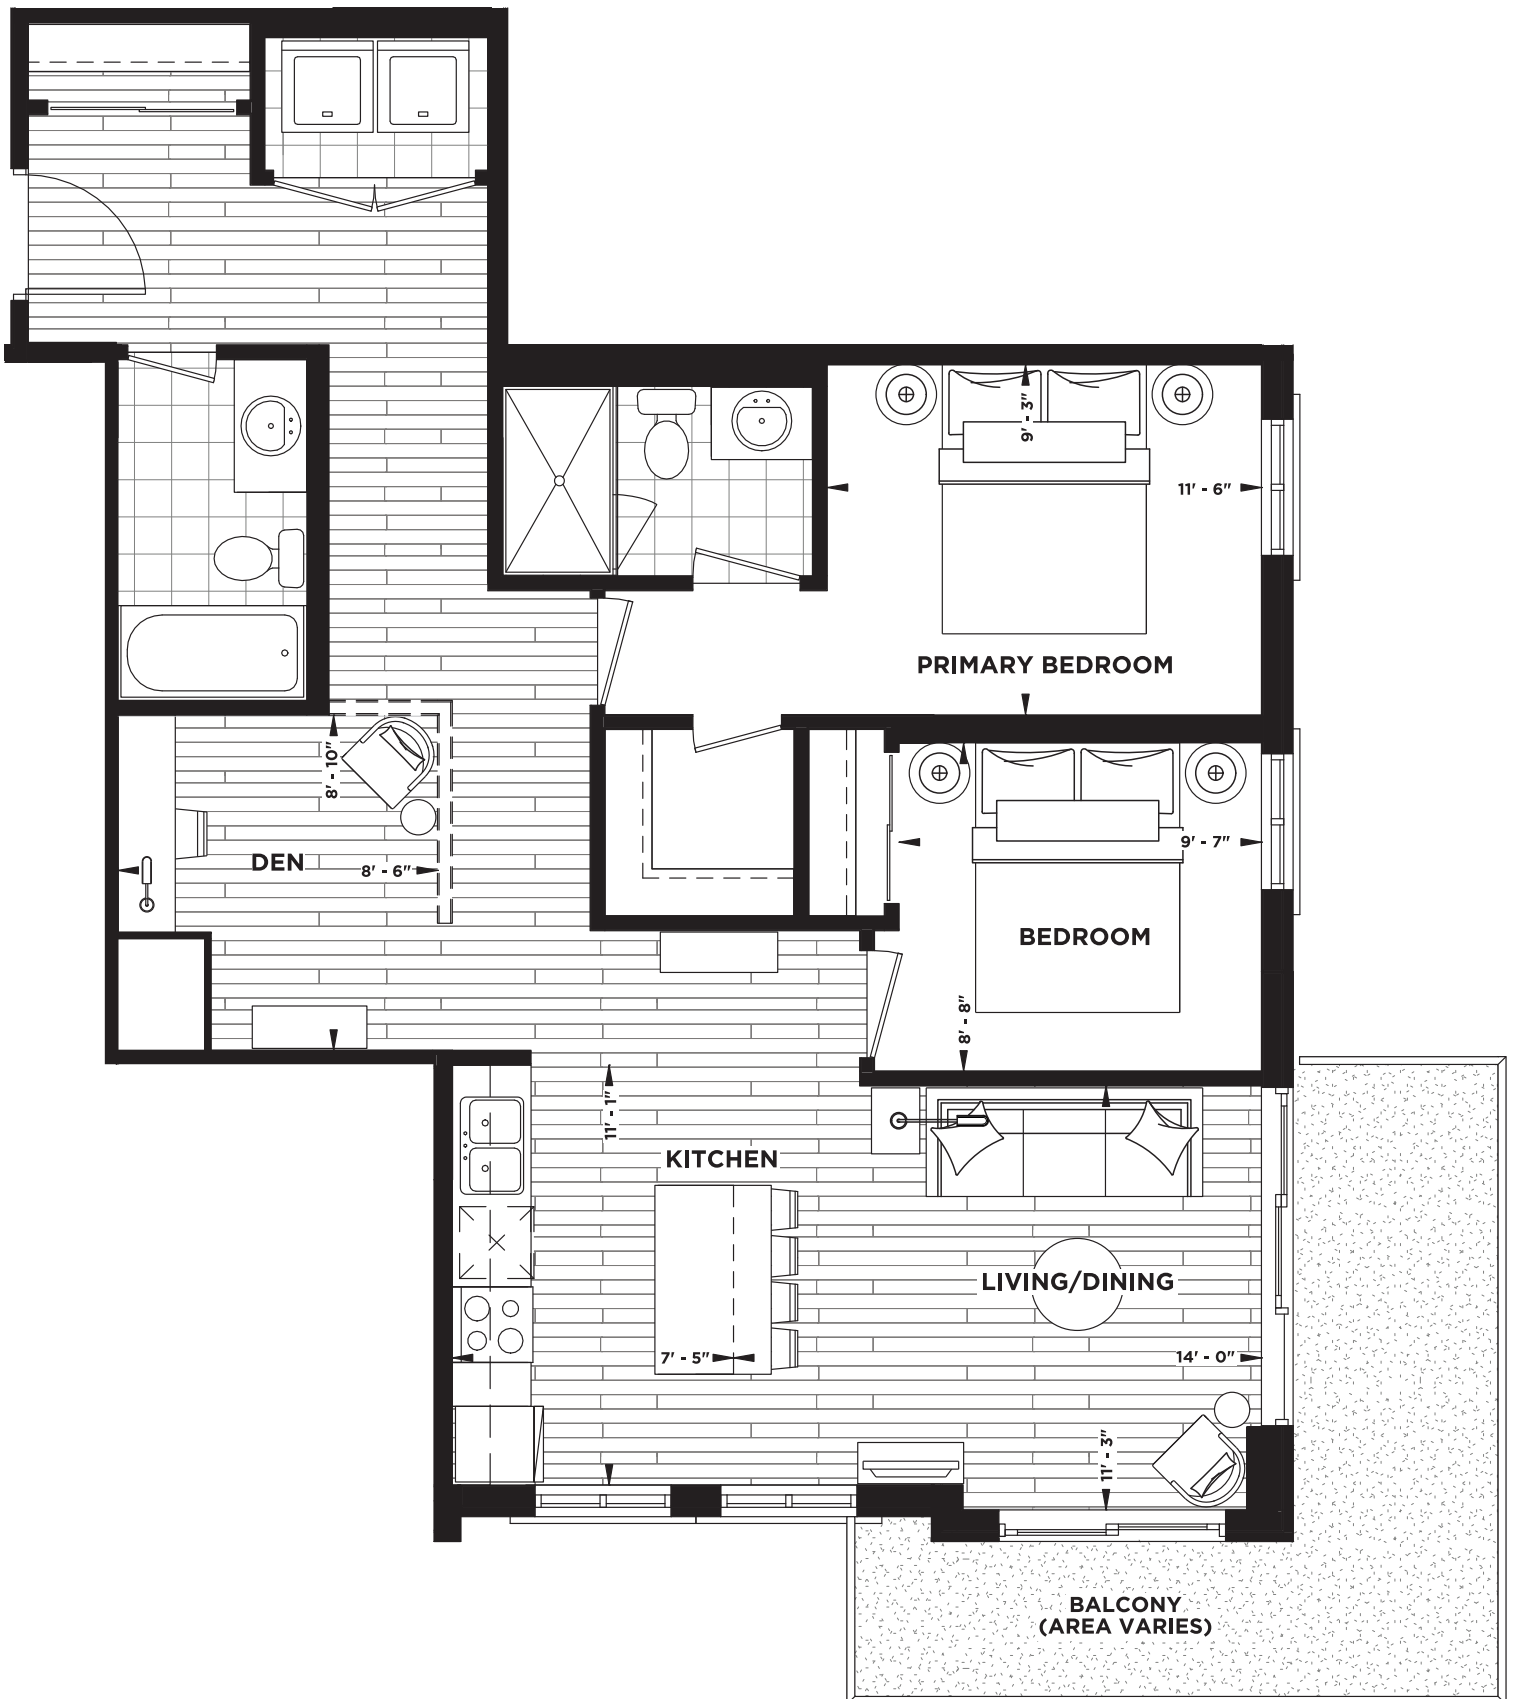 9' - 3"
11' - 6"
PRIMARY BEDROOM
8' - 10"
DEN
8' - 6"
9' - 7"
BEDROOM
8' - 8"
11' - 1"
KITCHEN
LIVING/DINING
7' - 5"
14' - 0"
11' - 3"
BALCONY
(AREA VARIES)